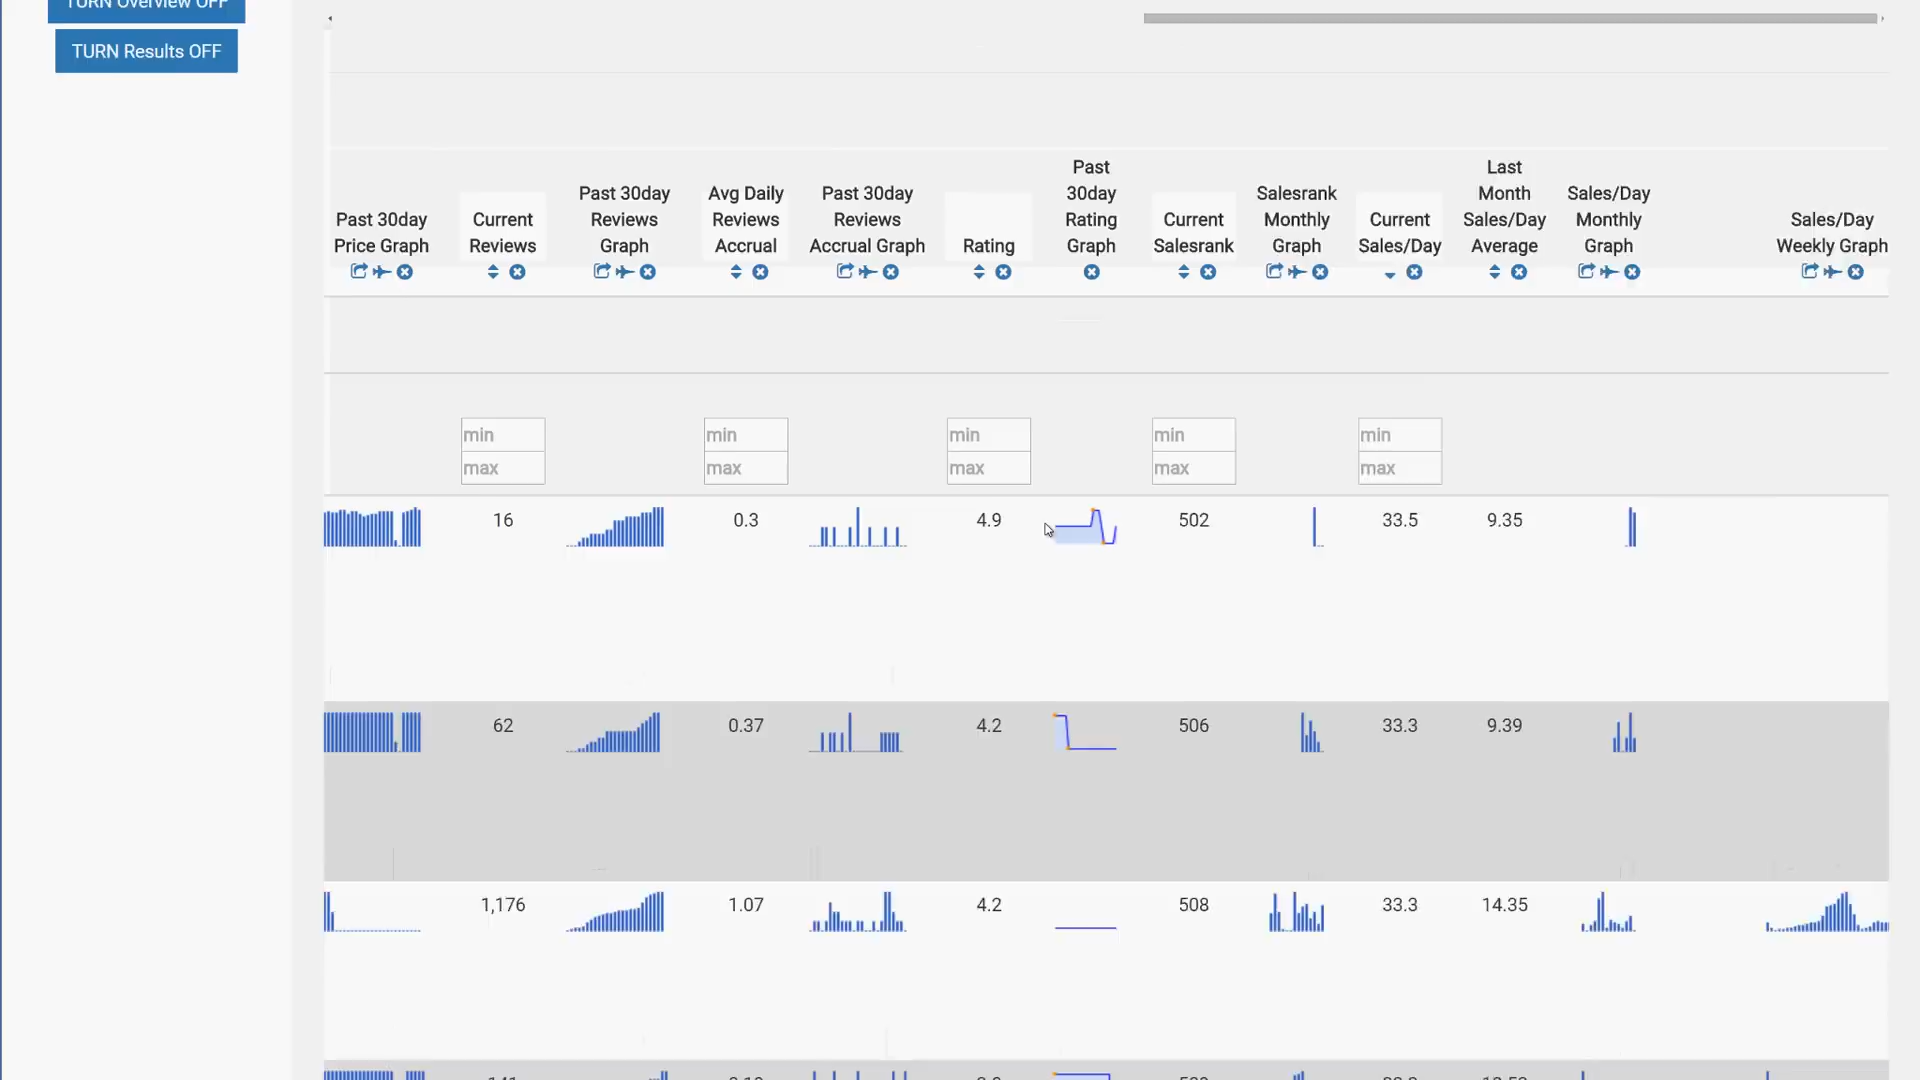 TURN Overview OFF
TURN Results OFF
Past 30day
Price Graph
Current
Reviews
Past 30day
Reviews
Graph
Avg Daily
Reviews
Accrual
Past 30day
Reviews
Accrual Graph
Rating
Past
30day
Rating
Graph
Current
Salesrank
Salesrank
Monthly
Graph
Current
Sales/Day
Last
Month
Sales/Day
Average
Sales/Day
Monthly
Graph
Sales/Day
Weekly Graph
min min min min min
max max max max max
16 0.3 4.9 502 33.5 9.35
62 0.37 4.2 506 33.3 9.39
1,176 1.07 4.2 508 33.3 14.35